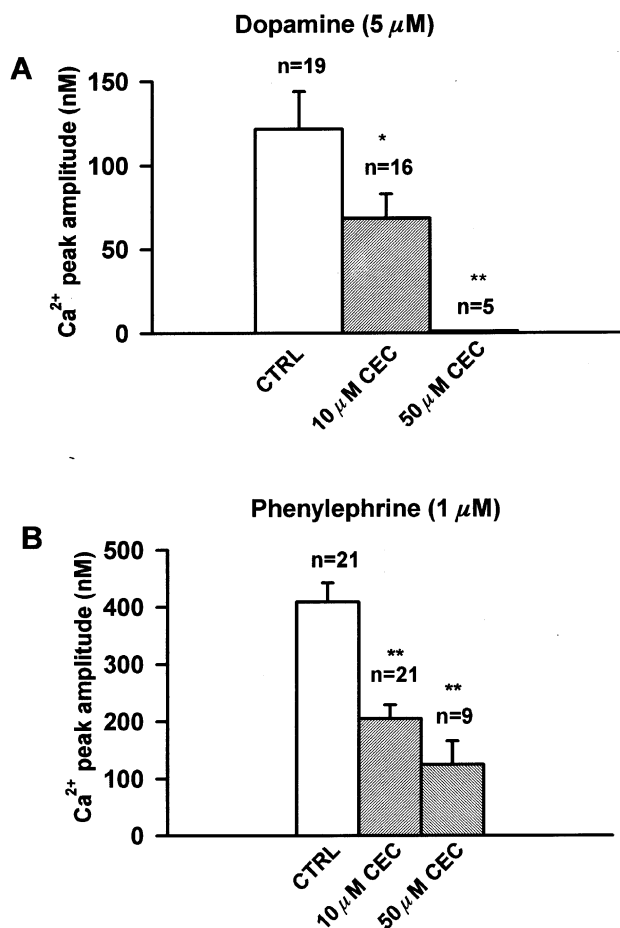 Dopamine (5 μM)
A
Ca2+ peak amplitude (nM)
150
100
50
0
n=19
*
n=16
**
n=5
CTRL
10 μM CEC
50 μM CEC
Phenylephrine (1 μM)
B
Ca2+ peak amplitude (nM)
500
400
300
200
100
0
n=21
**
n=21
**
n=9
CTRL
10 μM CEC
50 μM CEC